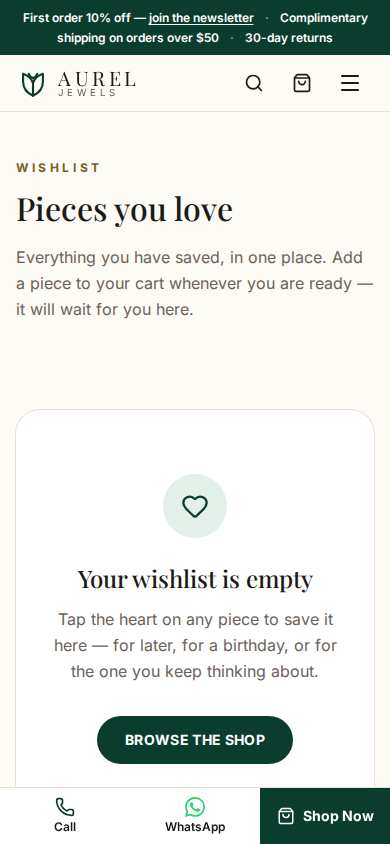 First order 10% off — join the newsletter · Complimentary
shipping on orders over $50 · 30-day returns
AUREL
JEWELS
WISHLIST
Pieces you love
Everything you have saved, in one place. Add
a piece to your cart whenever you are ready —
it will wait for you here.
Your wishlist is empty
Tap the heart on any piece to save it
here — for later, for a birthday, or for
the one you keep thinking about.
BROWSE THE SHOP
Call
WhatsApp
Shop Now